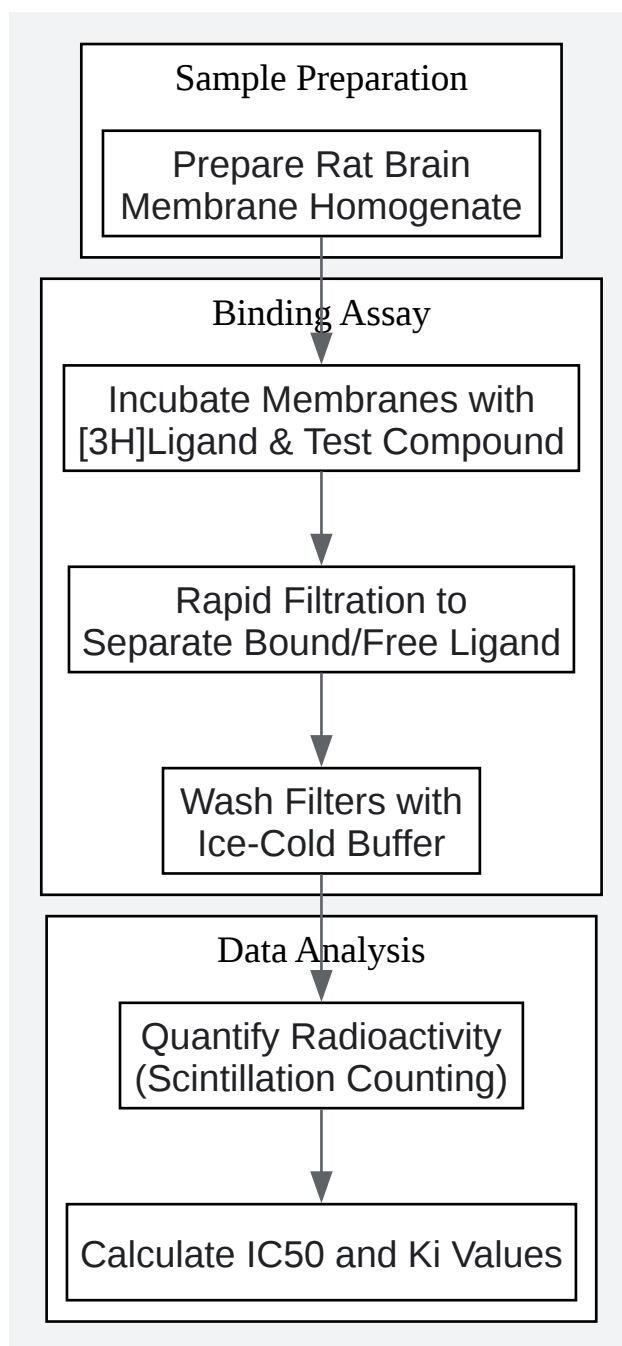 Sample Preparation
Prepare Rat Brain
Membrane Homogenate
Binding Assay
Incubate Membranes with
[3H]Ligand & Test Compound
Rapid Filtration to
Separate Bound/Free Ligand
Wash Filters with
Ice-Cold Buffer
Data Analysis
Quantify Radioactivity
(Scintillation Counting)
Calculate IC50 and Ki Values